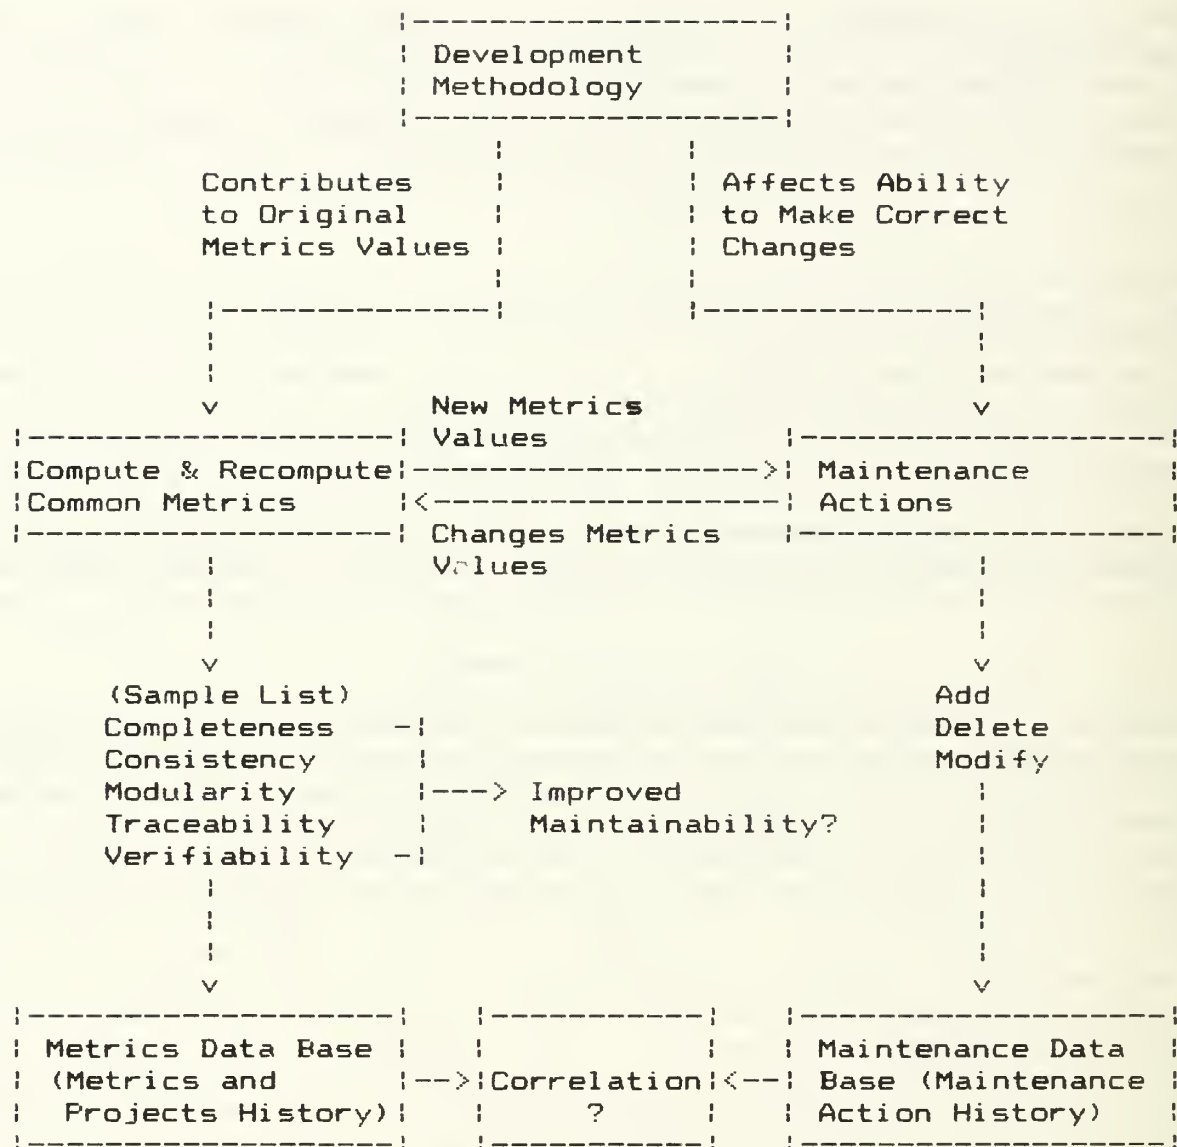 Development
Methodology
Contributes
to Original
Metrics Values
Affects Ability
to Make Correct
Changes
New Metrics
Values
Compute & Recompute
Common Metrics
Maintenance
Actions
Changes Metrics
Values
(Sample List)
Completeness
Consistency
Modularity
Traceability
Verifiability
Improved
Maintainability?
Add
Delete
Modify
Metrics Data Base
(Metrics and
Projects History)
Correlation
?
Maintenance Data
Base (Maintenance
Action History)